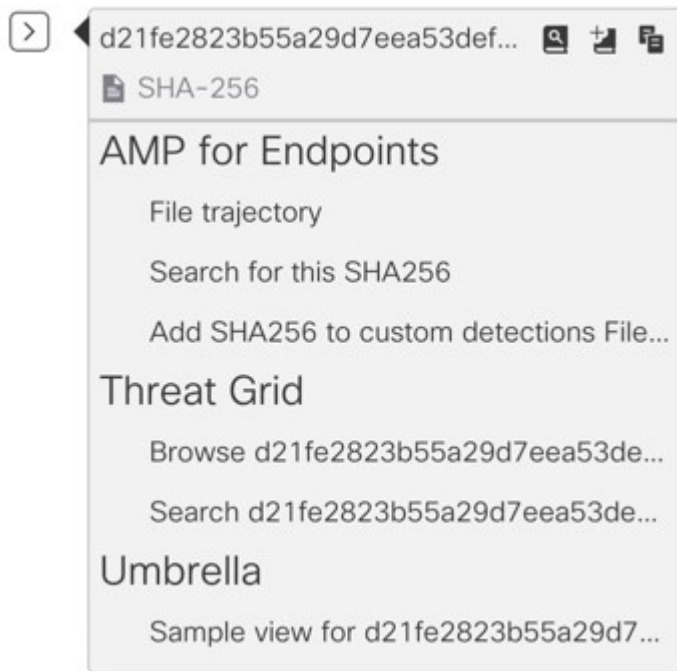 d21fe2823b55a29d7eea53def...
SHA-256
AMP for Endpoints
File trajectory
Search for this SHA256
Add SHA256 to custom detections File...
Threat Grid
Browse d21fe2823b55a29d7eea53de...
Search d21fe2823b55a29d7eea53de...
Umbrella
Sample view for d21fe2823b55a29d7...